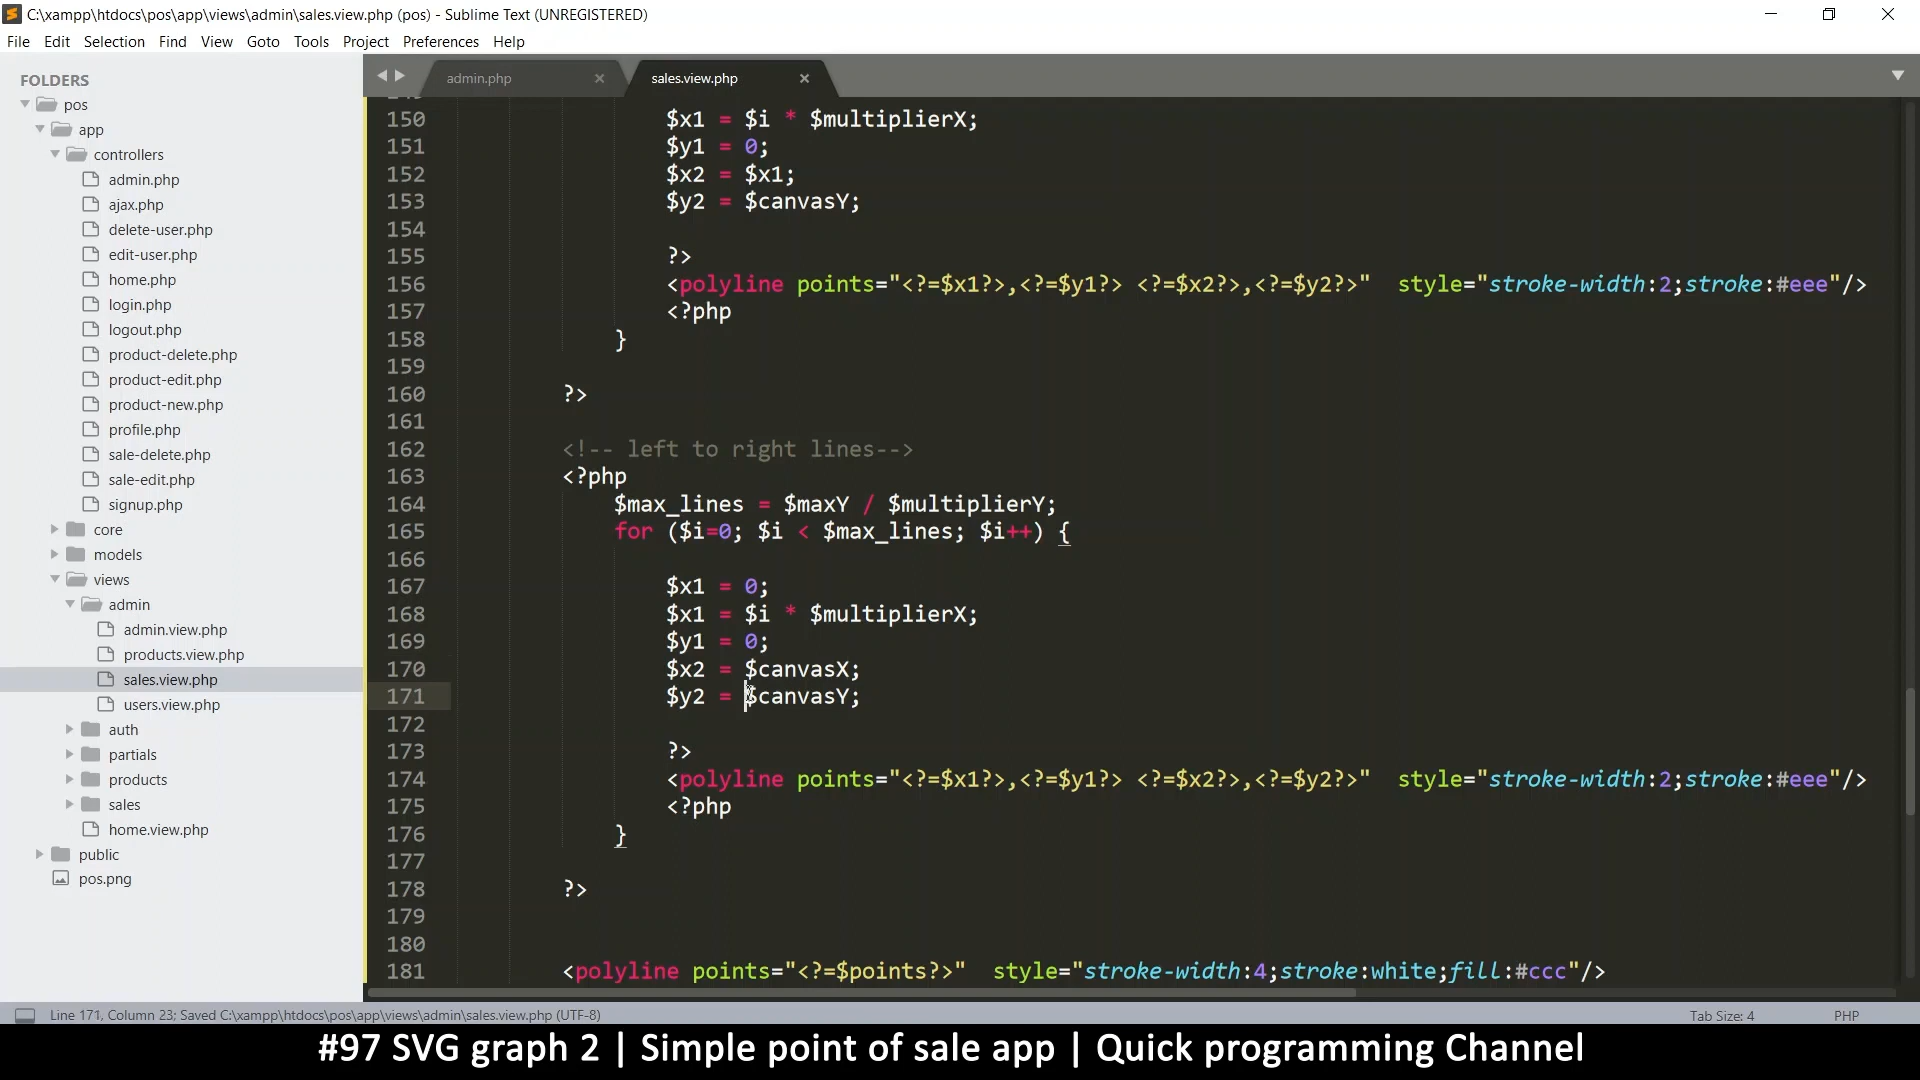 C:\xampp\htdocs\pos\app\views\admin\sales.view.php (pos) - Sublime Text (UNREGISTERED)
File Edit Selection Find View Goto Tools Project Preferences Help
FOLDERS
pos
app
controllers
admin.php
ajax.php
delete-user.php
edit-user.php
home.php
login.php
logout.php
product-delete.php
product-edit.php
product-new.php
profile.php
sale-delete.php
sale-edit.php
signup.php
core
models
views
admin
admin.view.php
products.view.php
sales.view.php
users.view.php
auth
partials
products
sales
home.view.php
public
pos.png
admin.php sales.view.php
150 $x1 = $i * $multiplierX;
151 $y1 = 0;
152 $x2 = $x1;
153 $y2 = $canvasY;
154
155 ?>
156 <polyline points="<?=$x1?>,<?=$y1?> <?=$x2?>,<?=$y2?>"  style="stroke-width:2;stroke:#eee"/>
157 <?php
158 }
159
160 ?>
161
162 <!-- left to right lines-->
163 <?php
164 $max_lines = $maxY / $multiplierY;
165 for ($i=0; $i < $max_lines; $i++) {
166
167 $x1 = 0;
168 $x1 = $i * $multiplierX;
169 $y1 = 0;
170 $x2 = $canvasX;
171 $y2 = $canvasY;
172
173 ?>
174 <polyline points="<?=$x1?>,<?=$y1?> <?=$x2?>,<?=$y2?>"  style="stroke-width:2;stroke:#eee"/>
175 <?php
176 }
177
178 ?>
179
180
181 <polyline points="<?=$points?>"  style="stroke-width:4;stroke:white;fill:#ccc"/>
Line 171, Column 23; Saved C:\xampp\htdocs\pos\app\views\admin\sales.view.php (UTF-8) Tab Size: 4 PHP
#97 SVG graph 2 | Simple point of sale app | Quick programming Channel